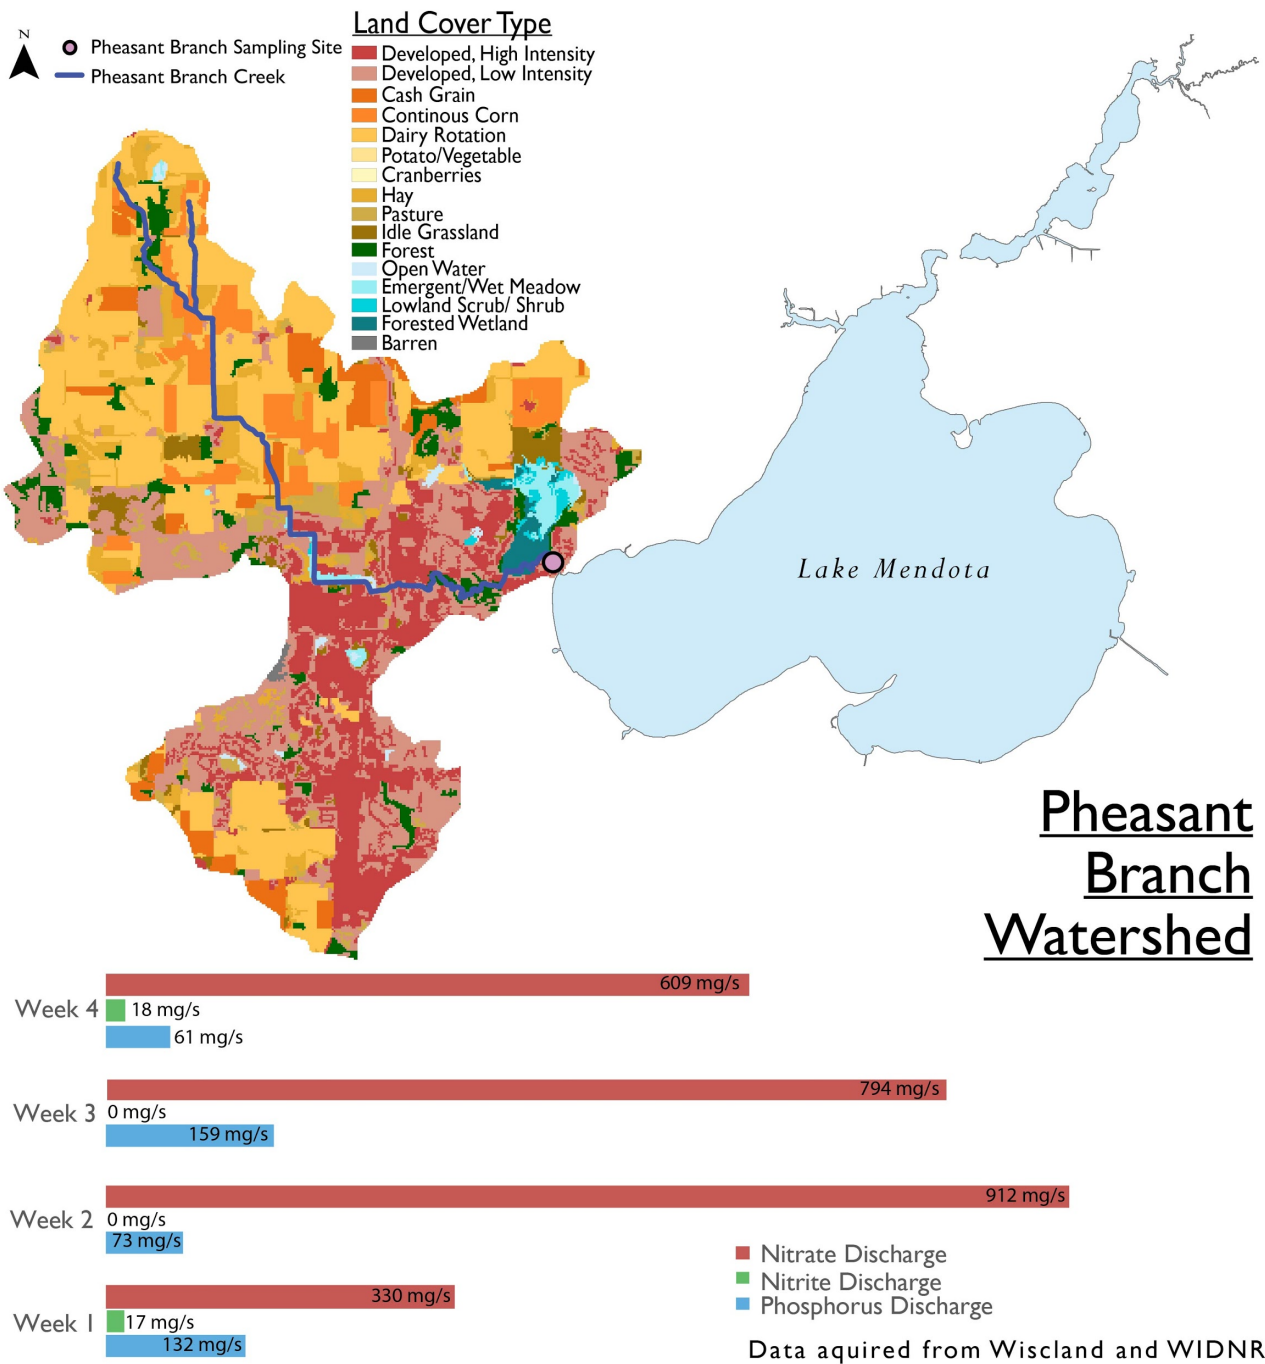 N
Pheasant Branch Sampling Site
Pheasant Branch Creek
Land Cover Type
Developed, High Intensity
Developed, Low Intensity
Cash Grain
Continous Corn
Dairy Rotation
Potato/Vegetable
Cranberries
Hay
Pasture
Idle Grassland
Forest
Open Water
Emergent/Wet Meadow
Lowland Scrub/ Shrub
Forested Wetland
Barren
Lake Mendota
Pheasant
Branch
Watershed
Week 4
609 mg/s
18 mg/s
61 mg/s
Week 3
794 mg/s
0 mg/s
159 mg/s
Week 2
912 mg/s
0 mg/s
73 mg/s
Week 1
330 mg/s
17 mg/s
132 mg/s
Nitrate Discharge
Nitrite Discharge
Phosphorus Discharge
Data aquired from Wiscland and WIDNR